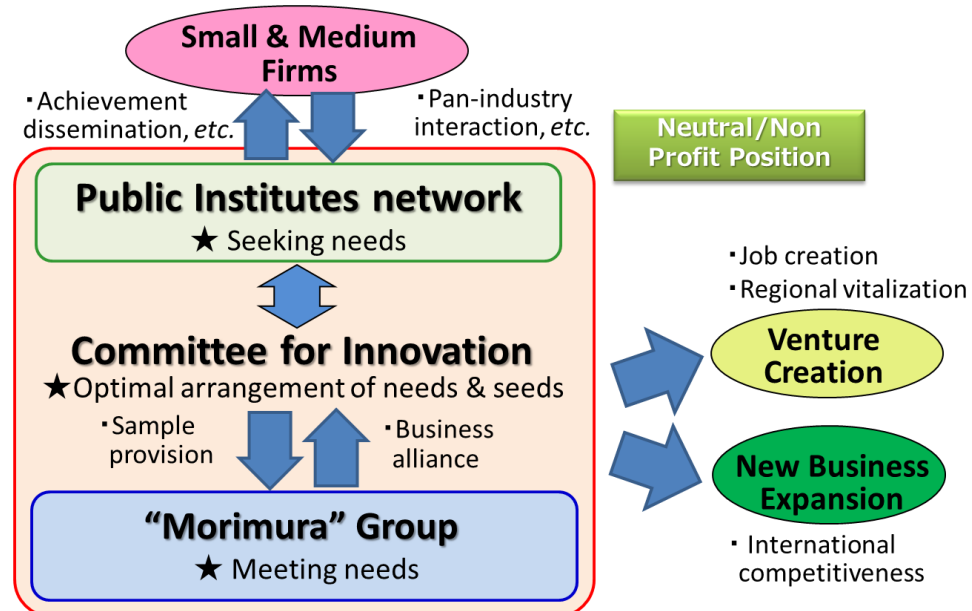 Small & Medium
Firms
・Achievement
dissemination, etc.
・Pan-industry
interaction, etc.
Neutral/Non
Profit Position
Public Institutes network
★ Seeking needs
Committee for Innovation
★Optimal arrangement of needs & seeds
・Sample
provision
・Business
alliance
“Morimura” Group
★ Meeting needs
・Job creation
・Regional vitalization
Venture
Creation
New Business
Expansion
・ International
competitiveness